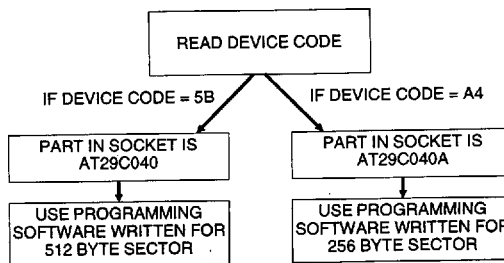 READ DEVICE CODE
IF DEVICE CODE = 5B
IF DEVICE CODE = A4
PART IN SOCKET IS
AT29C040
PART IN SOCKET IS
AT29C040A
USE PROGRAMMING
SOFTWARE WRITTEN FOR
512 BYTE SECTOR
USE PROGRAMMING
SOFTWARE WRITTEN FOR
256 BYTE SECTOR